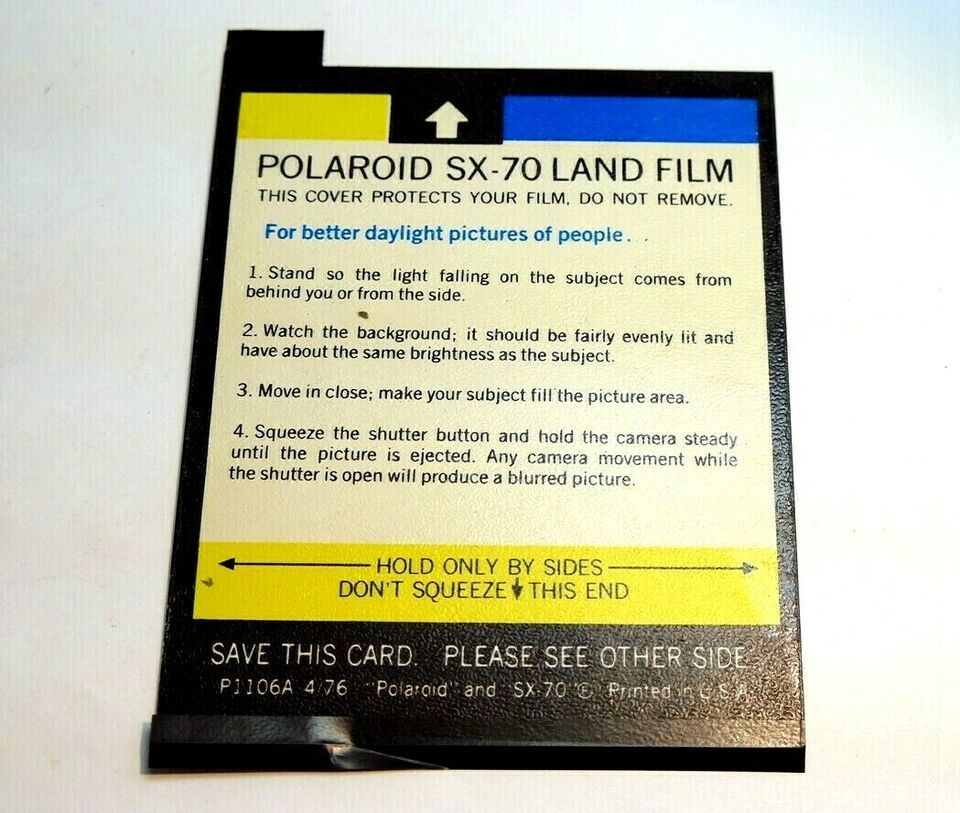 POLAROID SX-70 LAND FILM
THIS COVER PROTECTS YOUR FILM, DO NOT REMOVE.
For better daylight pictures of people. . .
1. Stand so the light falling on the subject comes from
behind you or from the side.
2. Watch the background; it should be fairly evenly lit and
have about the same brightness as the subject.
3. Move in close; make your subject fill the picture area.
4. Squeeze the shutter button and hold the camera steady
until the picture is ejected. Any camera movement while
the shutter is open will produce a blurred picture.
HOLD ONLY BY SIDES
DON'T SQUEEZE THIS END
SAVE THIS CARD. PLEASE SEE OTHER SIDE
P1106A 4/76 "Polaroid" and SX-70 ® Printed in U.S.A.